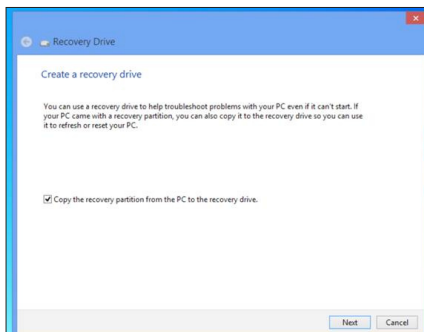 Recovery Drive
Create a recovery drive
You can use a recovery drive to help troubleshoot problems with your PC even if it can't start. If
your PC came with a recovery partition, you can also copy it to the recovery drive so you can use
it to refresh or reset your PC.
Copy the recovery partition from the PC to the recovery drive.
Next Cancel